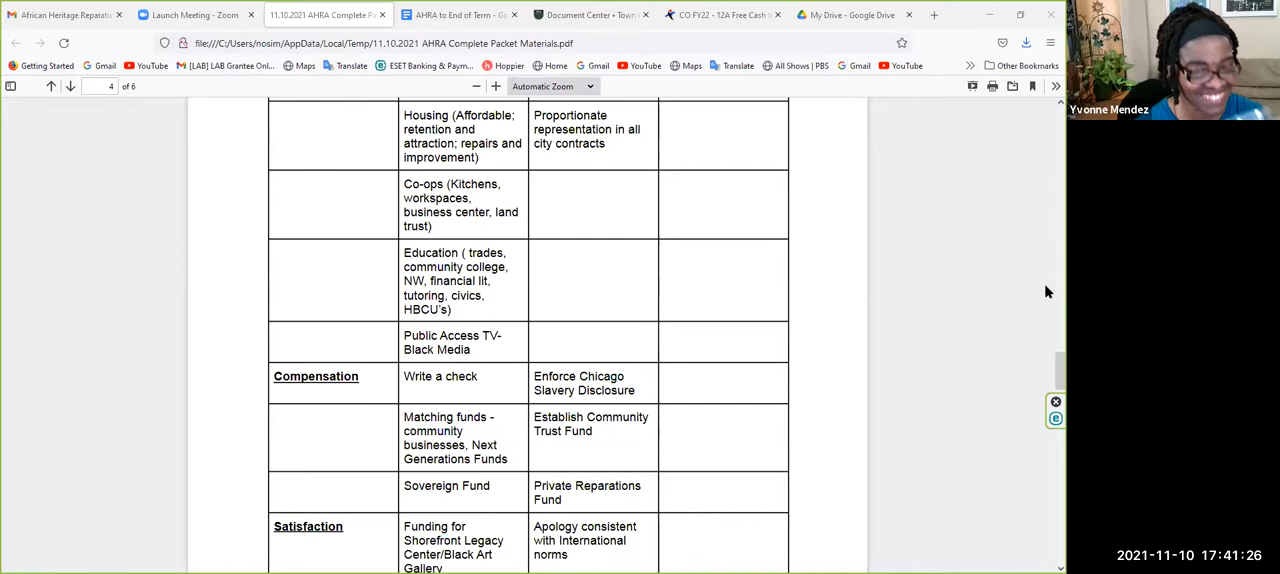 African Heritage Reparati
Launch Meeting - Zoom
11.10.2021 AHRA Complete Pa
AHRA to End of Term - Go
Document Center • Town o
CO FY22 - 12A Free Cash t
My Drive - Google Drive
file:///C:/Users/nosim/AppData/Local/Temp/11.10.2021 AHRA Complete Packet Materials.pdf
Getting Started
Gmail
YouTube
[LAB] LAB Grantee Onl...
Maps
Translate
ESET Banking & Paym...
Hoppier
Home
Gmail
YouTube
Maps
Translate
All Shows | PBS
Gmail
YouTube
Other Bookmarks
4 of 6
Automatic Zoom
Housing (Affordable;
retention and
attraction; repairs and
improvement)
Proportionate
representation in all
city contracts
Co-ops (Kitchens,
workspaces,
business center, land
trust)
Education ( trades,
community college,
NW, financial lit,
tutoring, civics,
HBCU's)
Public Access TV-
Black Media
Compensation
Write a check
Enforce Chicago
Slavery Disclosure
Matching funds -
community
businesses, Next
Generations Funds
Establish Community
Trust Fund
Sovereign Fund
Private Reparations
Fund
Satisfaction
Funding for
Shorefront Legacy
Center/Black Art
Gallery
Apology consistent
with International
norms
Yvonne Mendez
2021-11-10 17:41:26